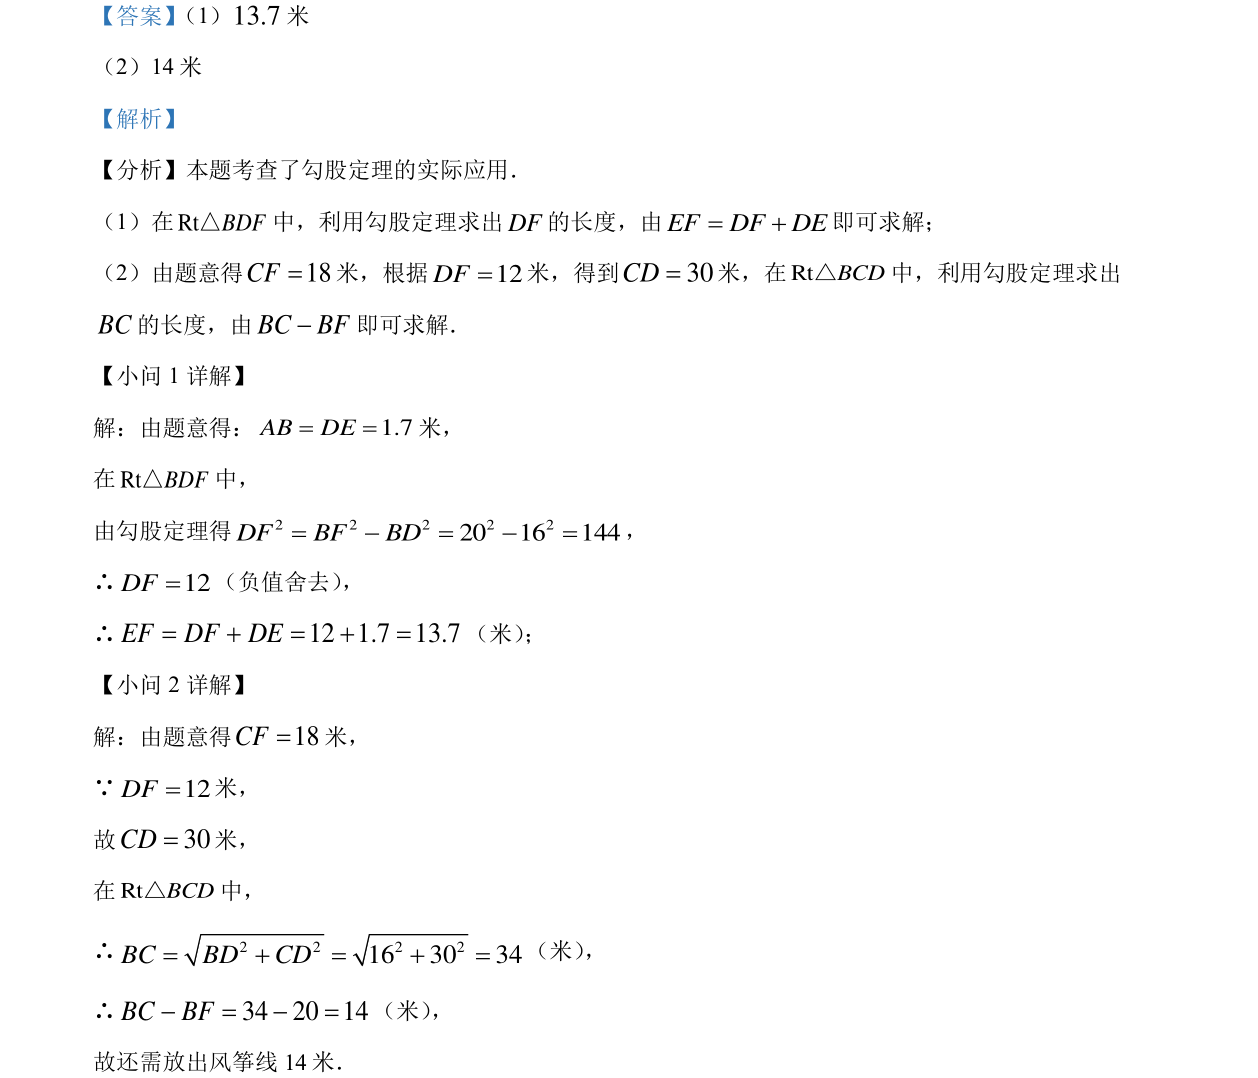 【答案】（1）13.7 米
（2）14 米
【解析】
【分析】本题考查了勾股定理的实际应用．
（1）在 Rt△BDF 中，利用勾股定理求出 DF 的长度，由 EF = DF + DE 即可求解；
（2）由题意得 CF = 18 米，根据 DF = 12 米，得到 CD = 30 米，在 Rt△BCD 中，利用勾股定理求出
BC 的长度，由 BC − BF 即可求解．
【小问 1 详解】
解：由题意得： AB = DE = 1.7 米，
在 Rt△BDF 中，
由勾股定理得 DF² = BF² − BD² = 20² − 16² = 144 ，
∴ DF = 12（负值舍去），
∴ EF = DF + DE = 12 + 1.7 = 13.7（米）；
【小问 2 详解】
解：由题意得 CF = 18 米，
∵ DF = 12 米，
故 CD = 30 米，
在 Rt△BCD 中，
∴ BC = √(BD² + CD²) = √(16² + 30²) = 34（米），
∴ BC − BF = 34 − 20 = 14（米），
故还需放出风筝线 14 米．